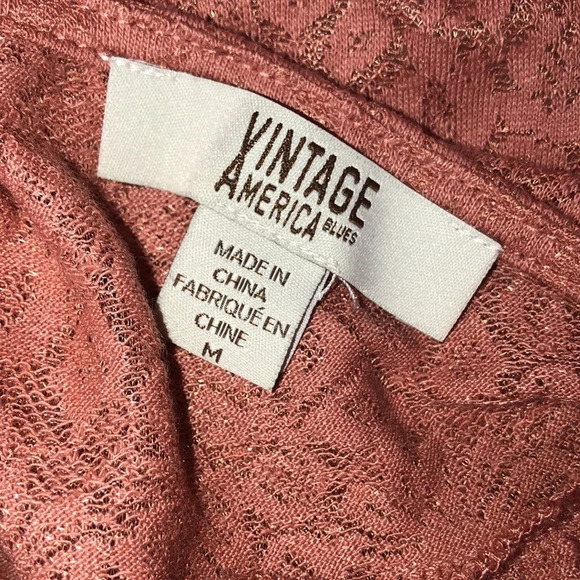 VINTAGE
AMERICA BLUES
MADE IN
CHINA
FABRIQUÉ EN
CHINE
M